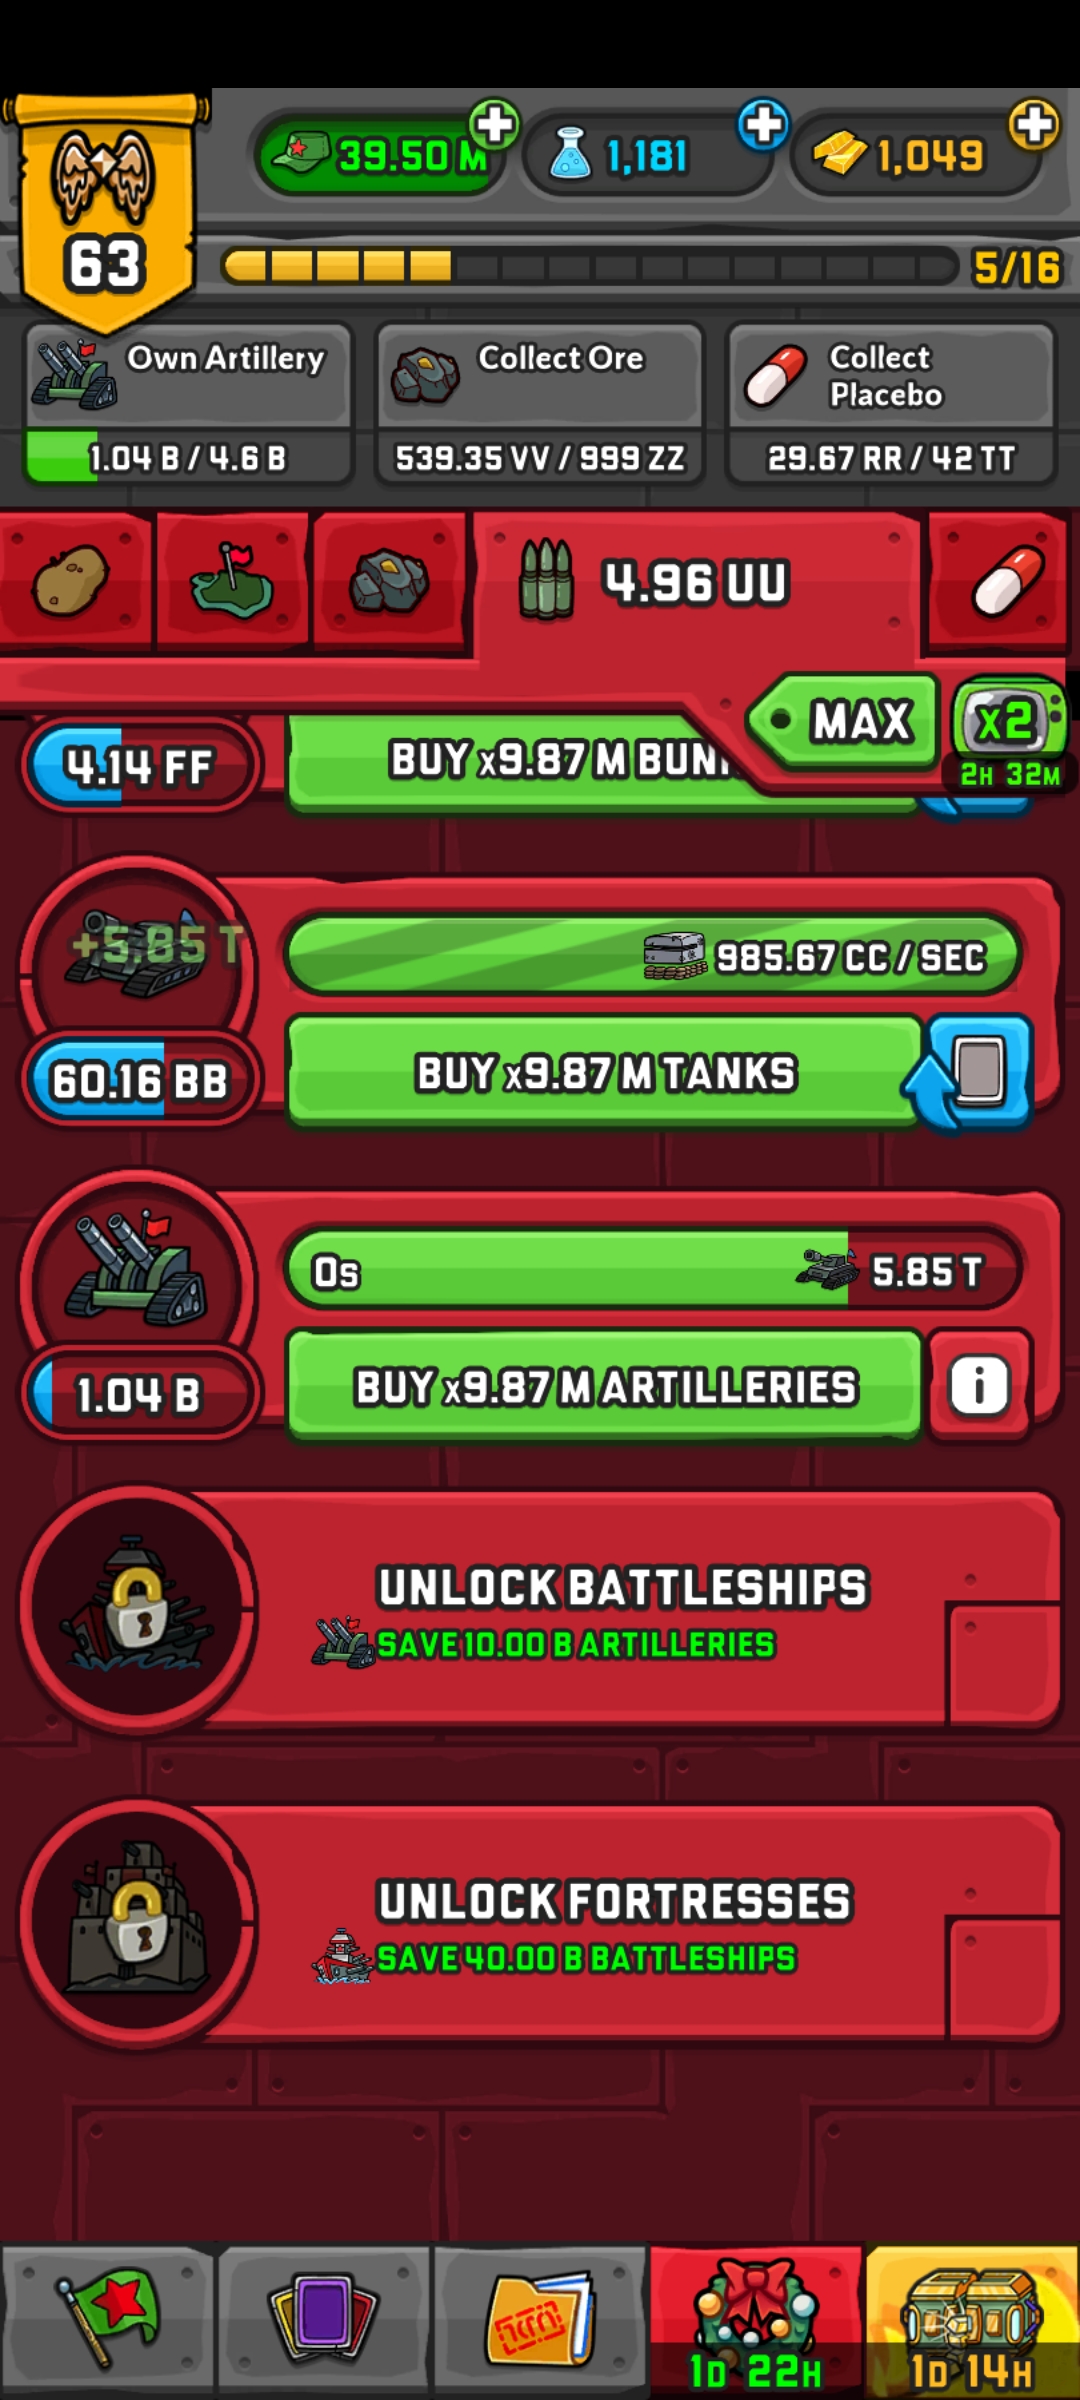 39.50 M
1,181
1,049
63
5/16
Own Artillery
1.04 B / 4.6 B
Collect Ore
539.35 VV / 999 ZZ
Collect
Placebo
29.67 RR / 42 TT
4.96 UU
MAX
x2
2H 32M
4.14 FF
BUY x9.87 M
+5.85 T
985.67 CC / SEC
60.16 BB
BUY x9.87 M TANKS
0s
5.85 T
1.04 B
BUY x9.87 M ARTILLERIES
i
UNLOCK BATTLESHIPS
SAVE 10.00 B ARTILLERIES
UNLOCK FORTRESSES
SAVE 40.00 B BATTLESHIPS
1D 22H
1D 14H